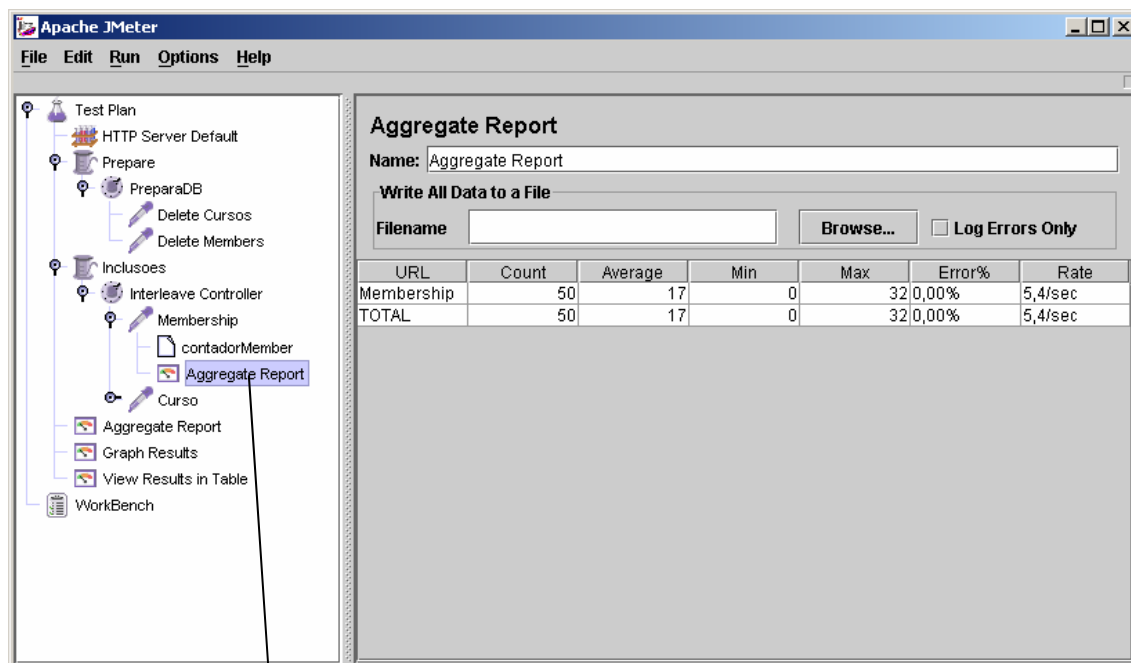 Apache JMeter
File Edit Run Options Help
Test Plan
HTTP Server Default
Prepare
PreparaDB
Delete Cursos
Delete Members
Inclusoes
Interleave Controller
Membership
contadorMember
Aggregate Report
Curso
Aggregate Report
Graph Results
View Results in Table
WorkBench
Aggregate Report
Name: Aggregate Report
Write All Data to a File
Filename Browse... Log Errors Only
URL Count Average Min Max Error% Rate
Membership 50 17 0 32 0,00% 5,4/sec
TOTAL 50 17 0 32 0,00% 5,4/sec